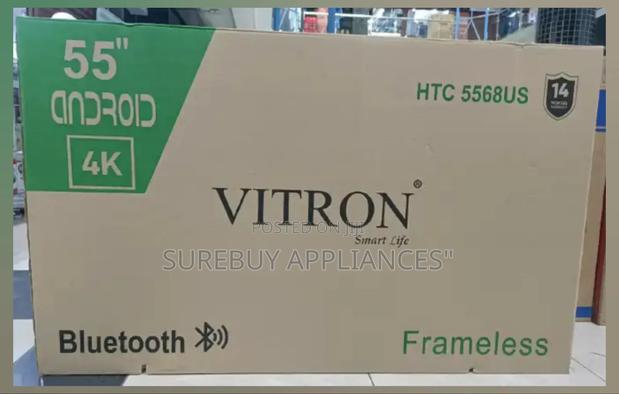 55"
ANDROID
4K
HTC 5568US
14
VITRON®
Smart Life
POSTED ON JIJI
SUREBUY APPLIANCES"
Bluetooth
Frameless